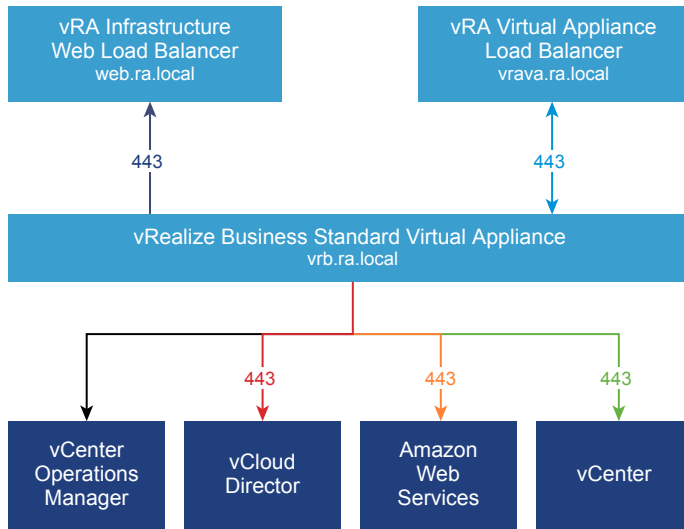 vRA Infrastructure
Web Load Balancer
web.ra.local
vRA Virtual Appliance
Load Balancer
vrava.ra.local
443
443
vRealize Business Standard Virtual Appliance
vrb.ra.local
443
443
443
vCenter
Operations
Manager
vCloud
Director
Amazon
Web
Services
vCenter